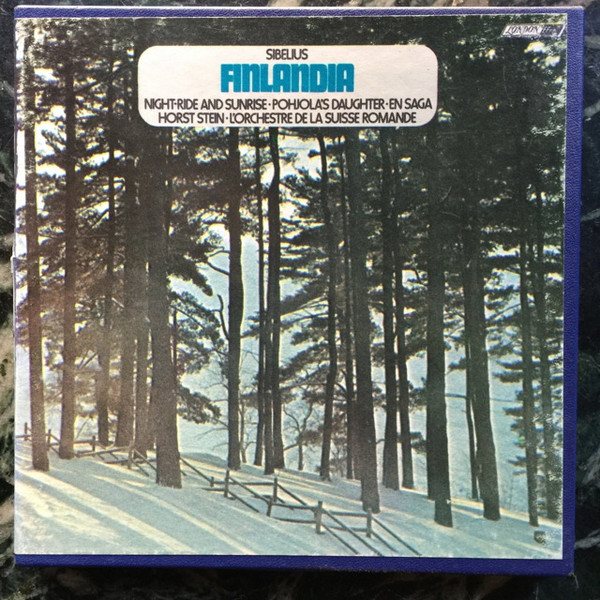 SIBELIUS
FINLANDIA
NIGHT-RIDE AND SUNRISE · POHJOLA'S DAUGHTER · EN SAGA
HORST STEIN · L'ORCHESTRE DE LA SUISSE ROMANDE
LONDON